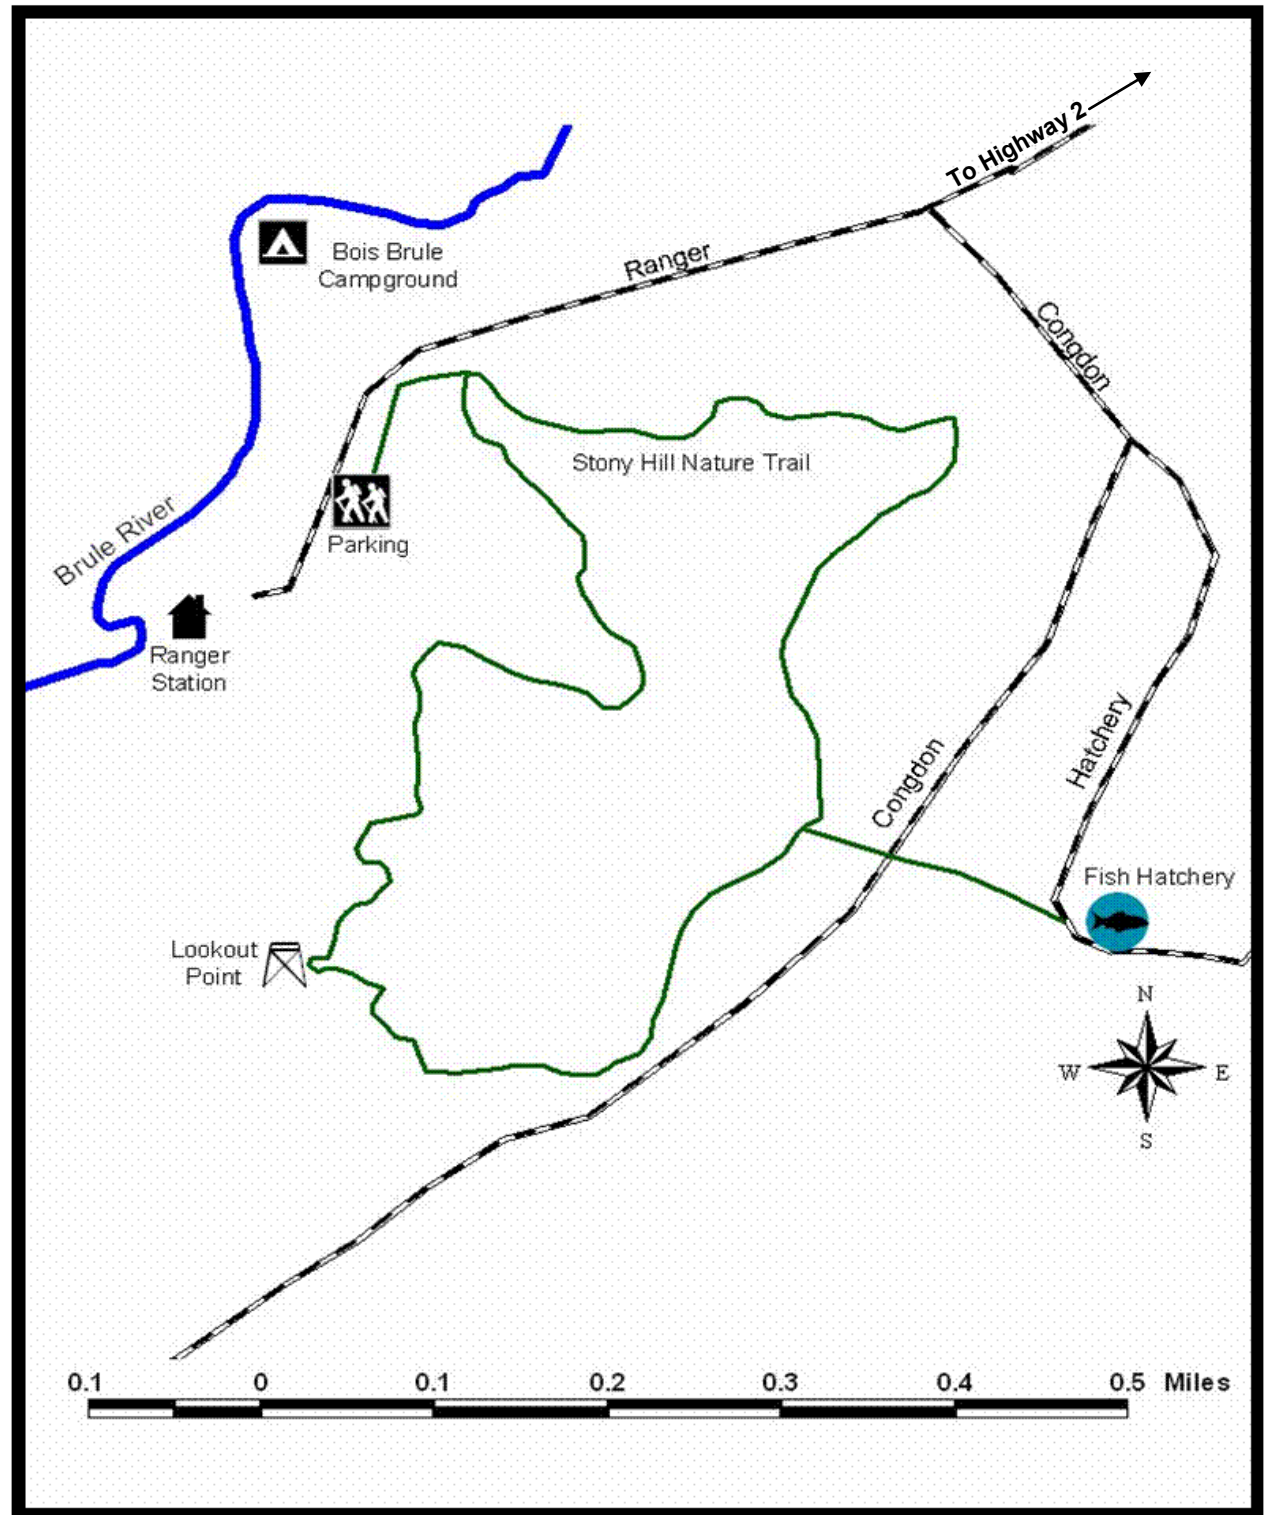 To Highway 2
Bois Brule
Campground
Ranger
Congdon
Stony Hill Nature Trail
Brule River
Parking
Ranger
Station
Hatchery
Congdon
Fish Hatchery
Lookout
Point
N
W
E
S
0.1 0 0.1 0.2 0.3 0.4 0.5 Miles